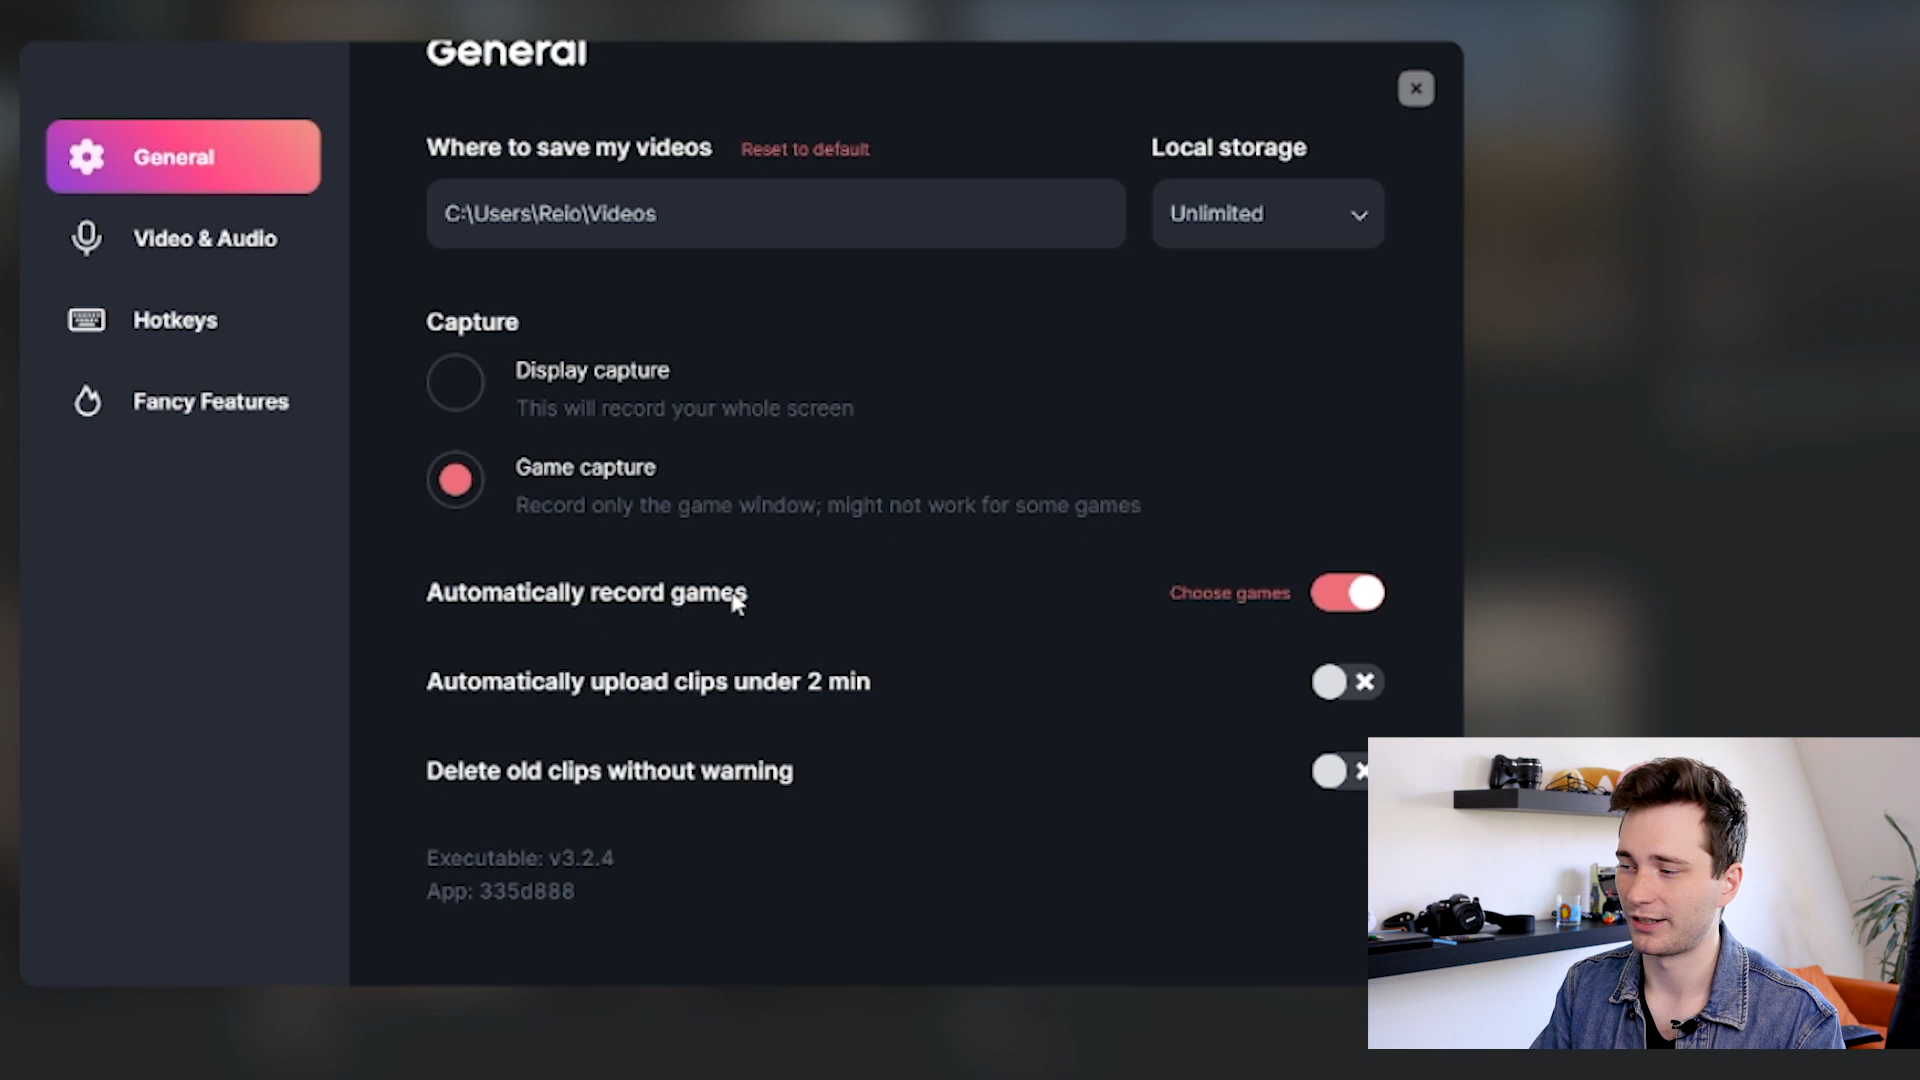 General
General
Video & Audio
Hotkeys
Fancy Features
Where to save my videos
Reset to default
Local storage
C:\Users\Reio\Videos
Unlimited
Capture
Display capture
This will record your whole screen
Game capture
Record only the game window; might not work for some games
Automatically record games
Choose games
Automatically upload clips under 2 min
Delete old clips without warning
Executable: v3.2.4
App: 335d888